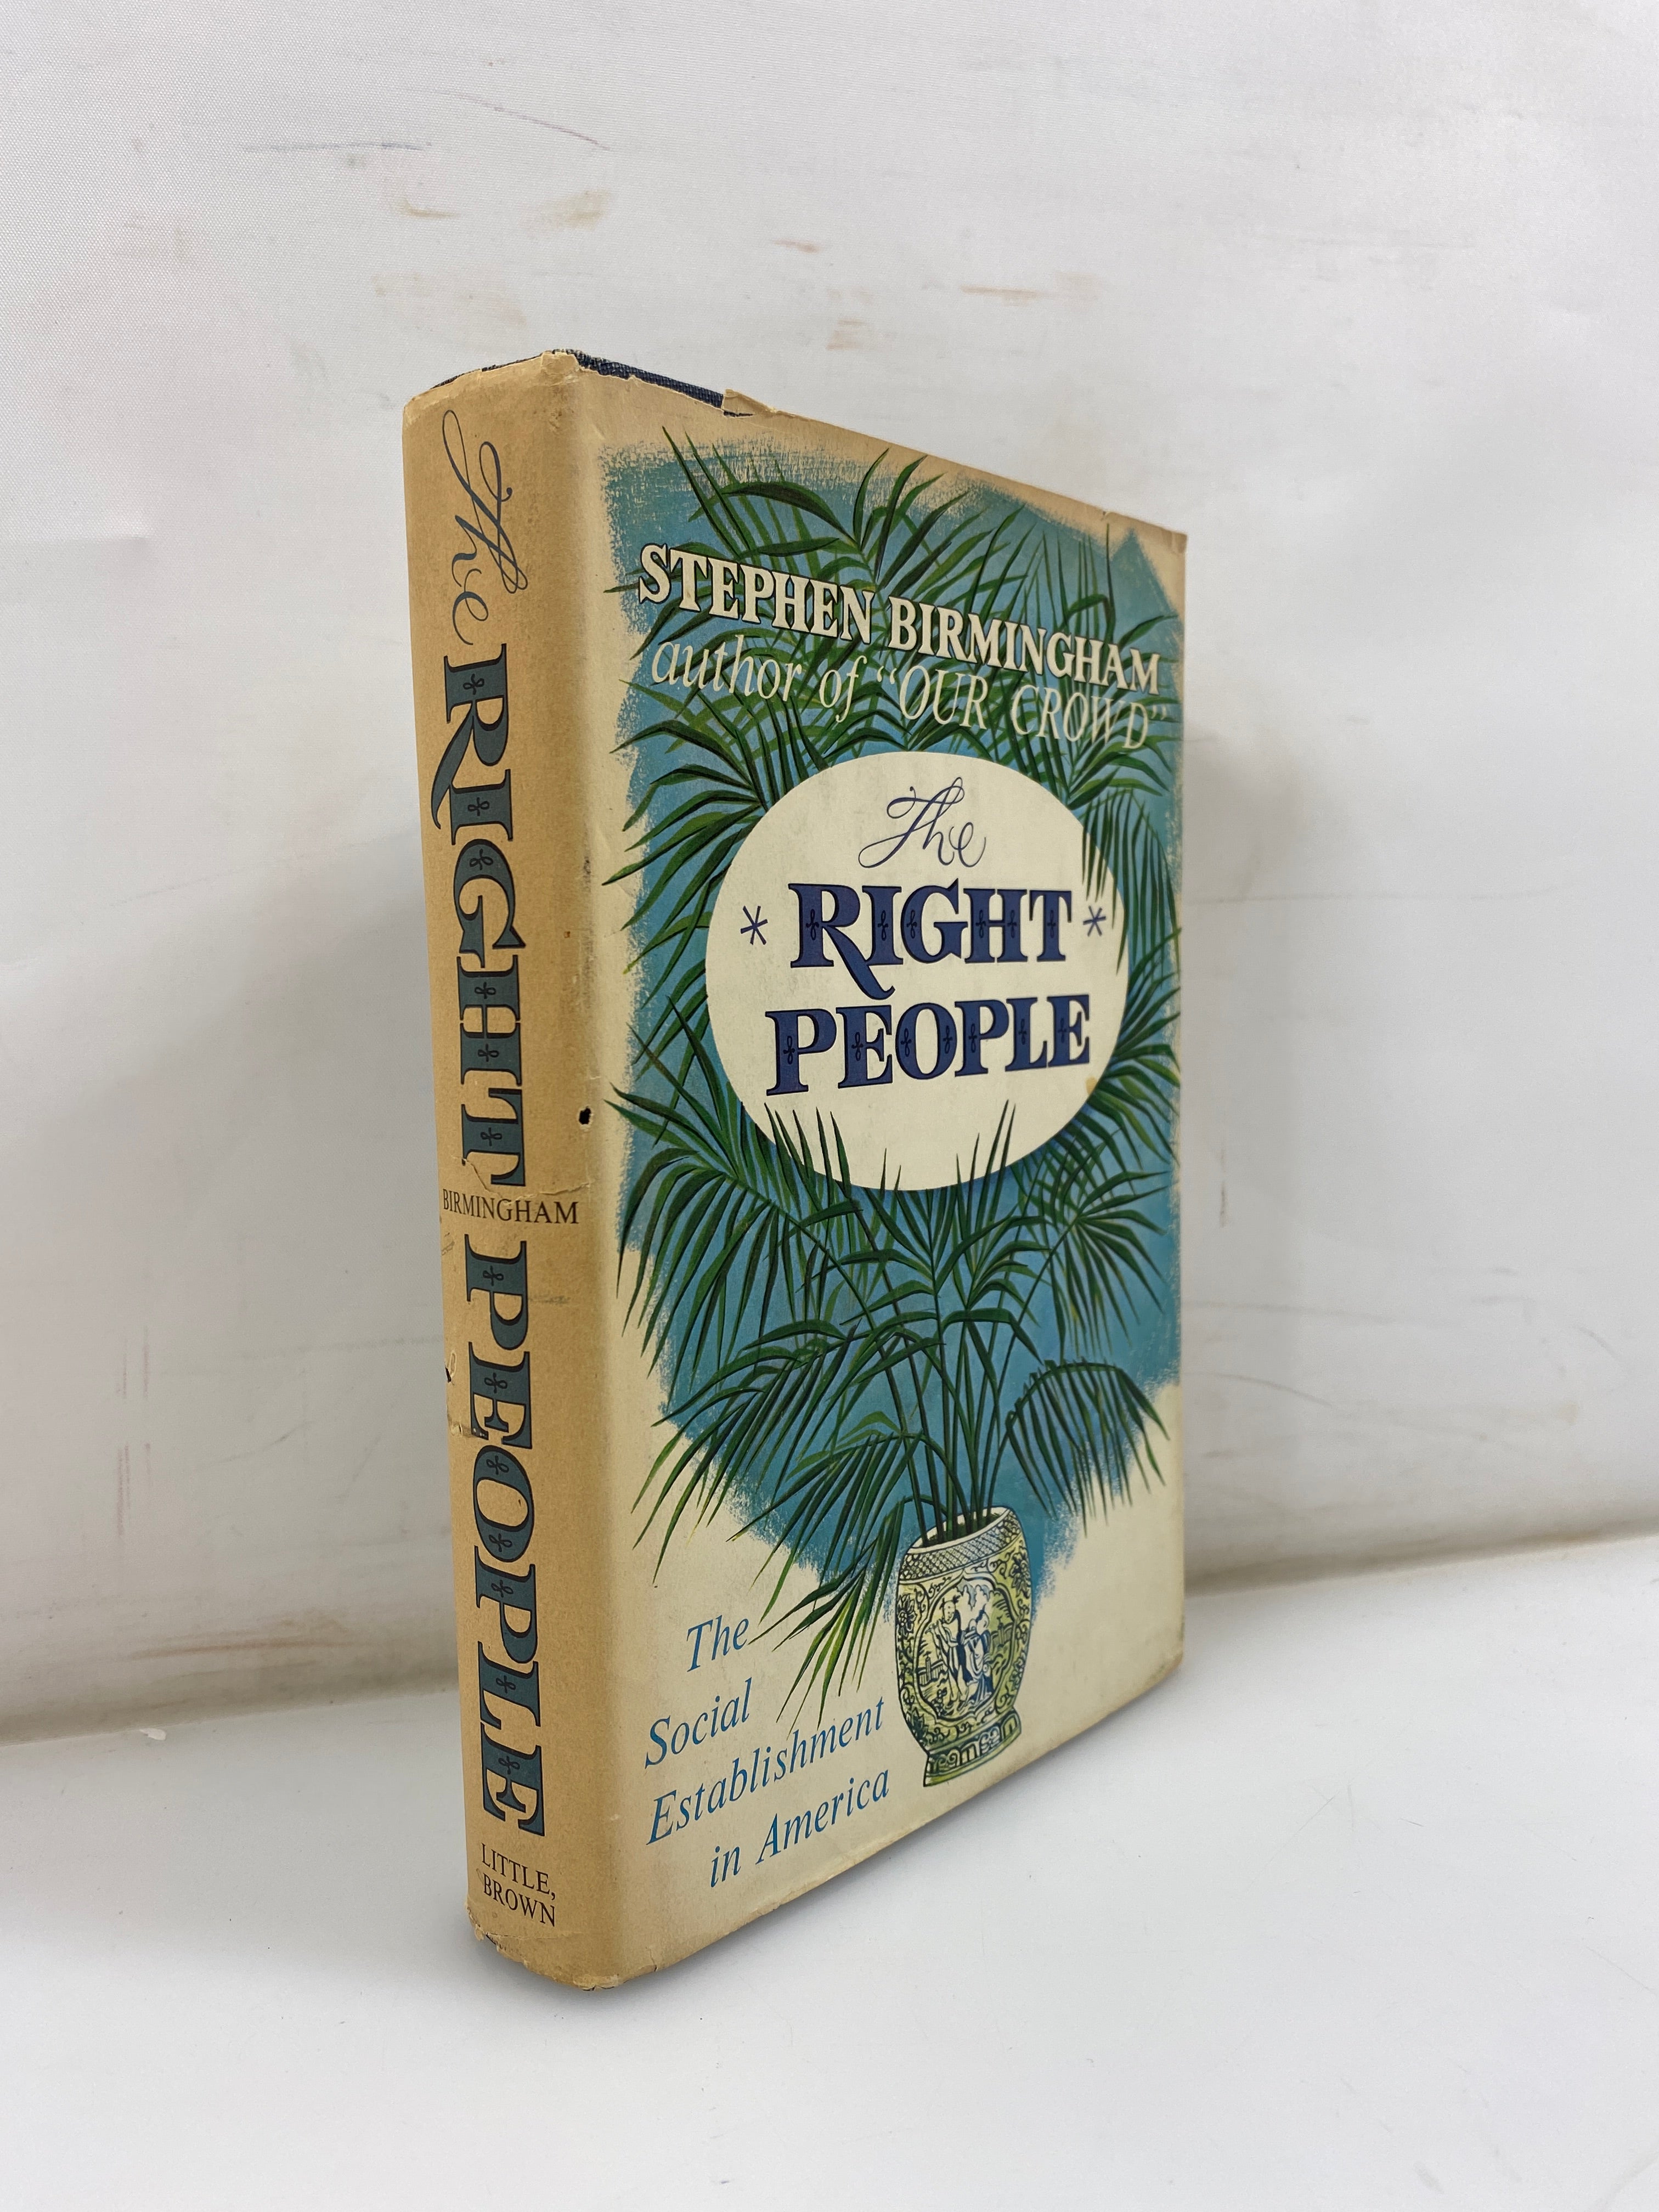 The RIGHT PEOPLE
BIRMINGHAM
LITTLE,
BROWN
STEPHEN BIRMINGHAM
author of "OUR CROWD"
The
* RIGHT *
PEOPLE
The
Social
Establishment
in America